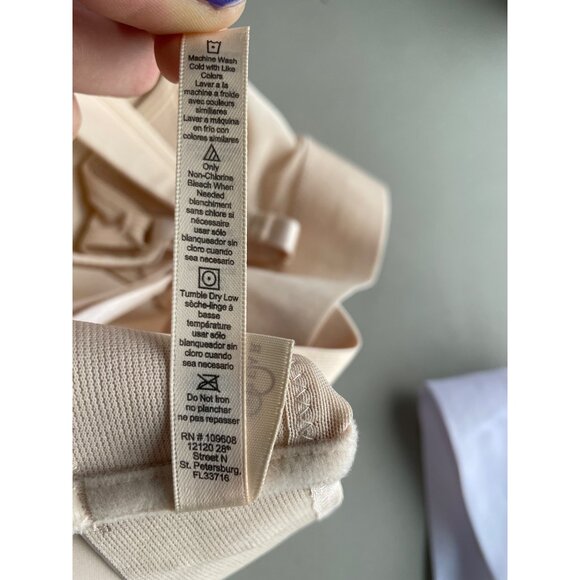 Machine Wash
Cold with Like
Colors
Laver a la
machine a froide
avec couleurs
similaires
Lavar a máquina
en frio con
colores similares
Only
Non-Chlorine
Bleach When
Needed
blanchiment
sans chlore si
nécessaire
usar sólo
blanqueador sin
cloro cuando
sea necesario
Tumble Dry Low
sèche-linge à
basse
température
usar sólo
blanqueador sin
cloro cuando
sea necesario
Do Not Iron
no planchar
ne pas repasser
RN # 109608
12120 28th
Street N
St. Petersburg,
FL33716